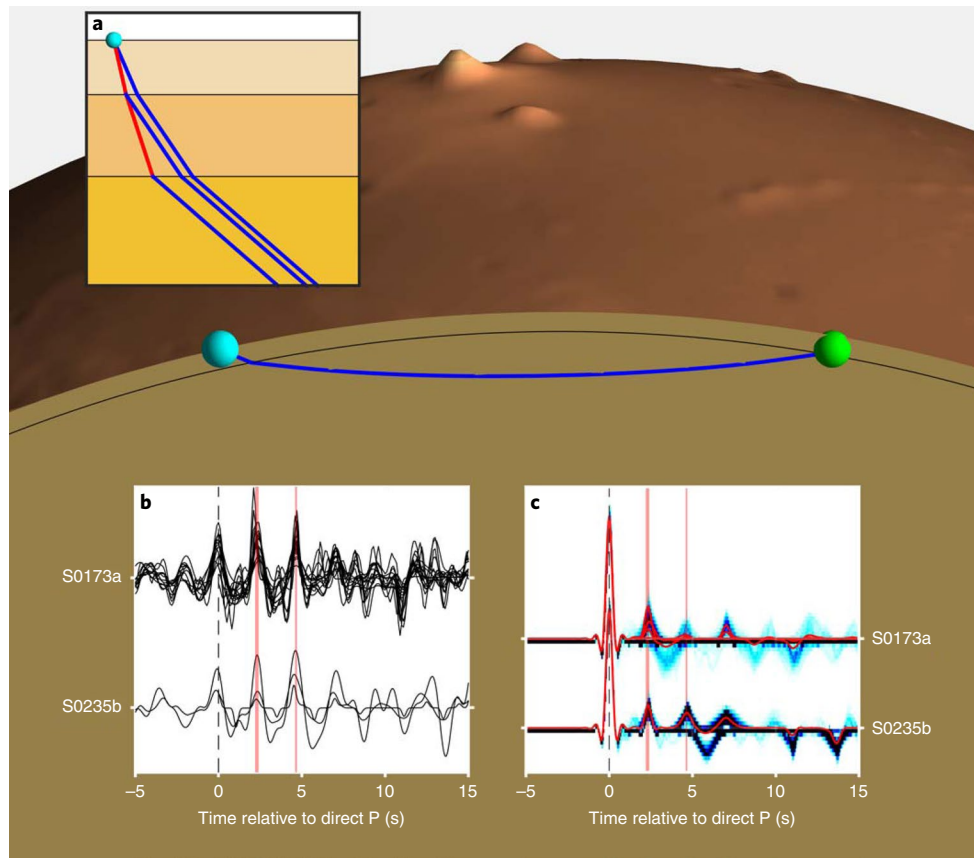 a
b
c
S0173a
S0235b
S0173a
S0235b
–5 0 5 10 15
–5 0 5 10 15
Time relative to direct P (s)
Time relative to direct P (s)